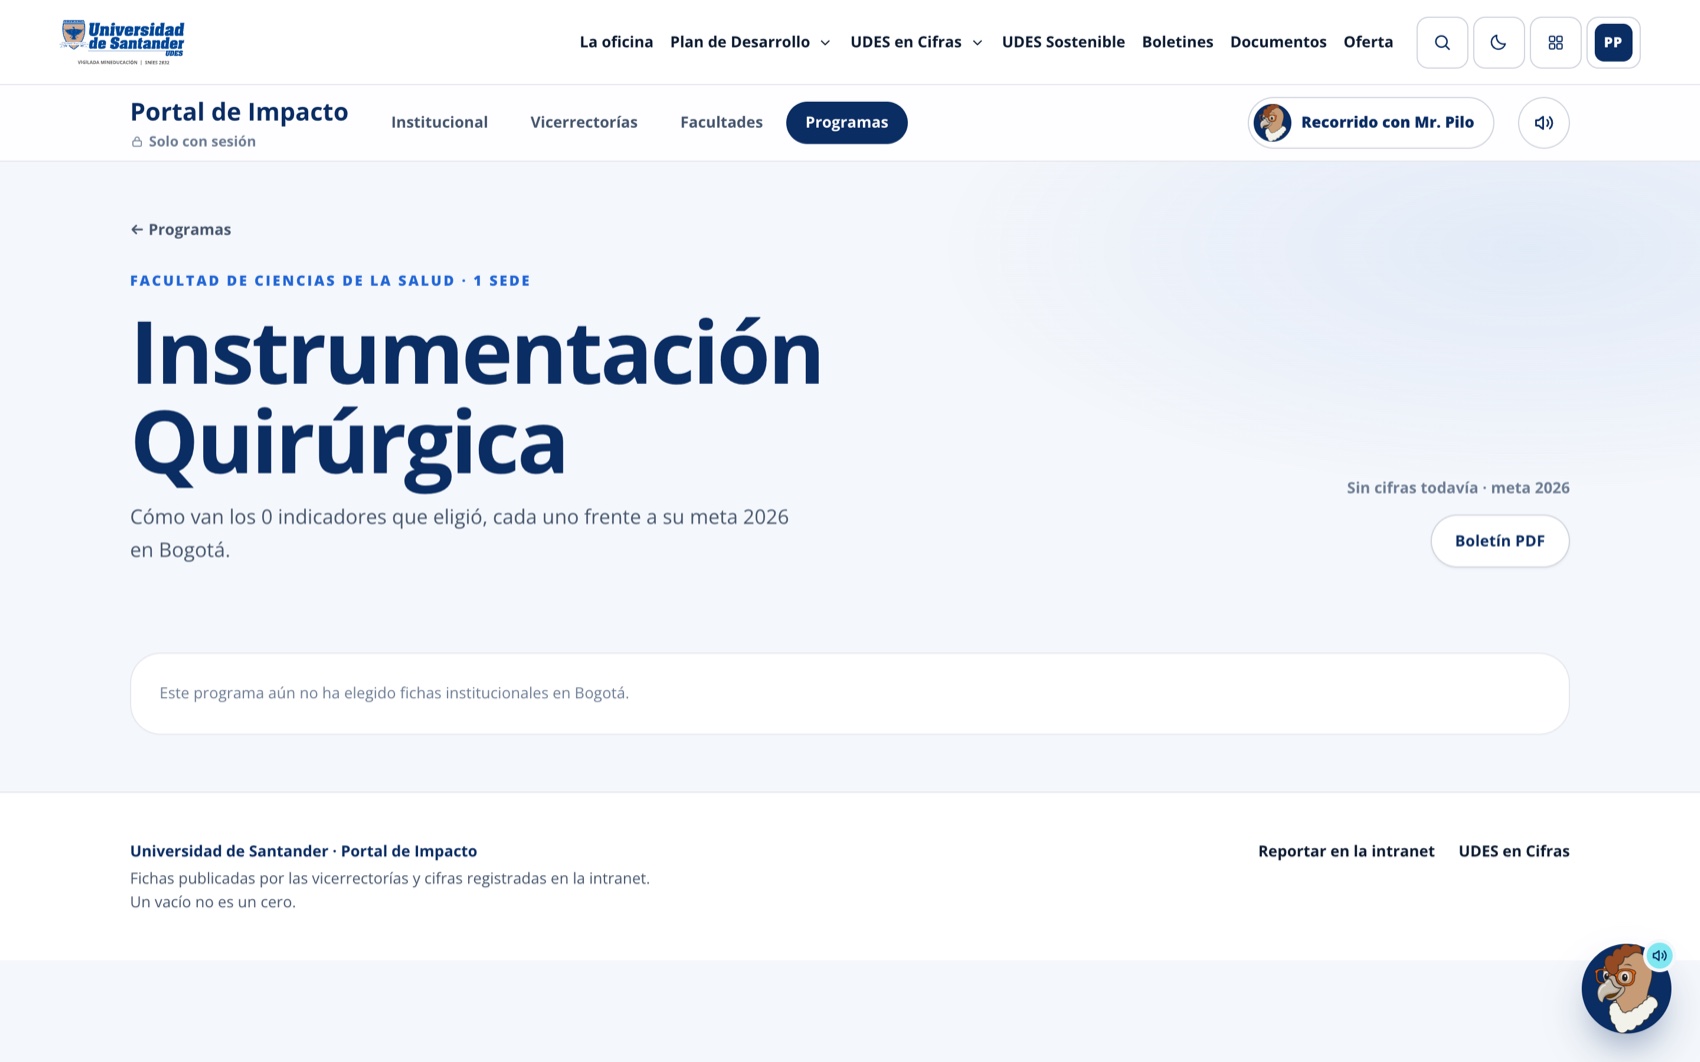 Universidad
de Santander
UDES
VIGILADA MINEDUCACIÓN | SNIES 2832
La oficina
Plan de Desarrollo
UDES en Cifras
UDES Sostenible
Boletines
Documentos
Oferta
PP
Portal de Impacto
Solo con sesión
Institucional
Vicerrectorías
Facultades
Programas
Recorrido con Mr. Pilo
← Programas
FACULTAD DE CIENCIAS DE LA SALUD · 1 SEDE
Instrumentación
Quirúrgica
Cómo van los 0 indicadores que eligió, cada uno frente a su meta 2026
en Bogotá.
Sin cifras todavía · meta 2026
Boletín PDF
Este programa aún no ha elegido fichas institucionales en Bogotá.
Universidad de Santander · Portal de Impacto
Fichas publicadas por las vicerrectorías y cifras registradas en la intranet.
Un vacío no es un cero.
Reportar en la intranet
UDES en Cifras